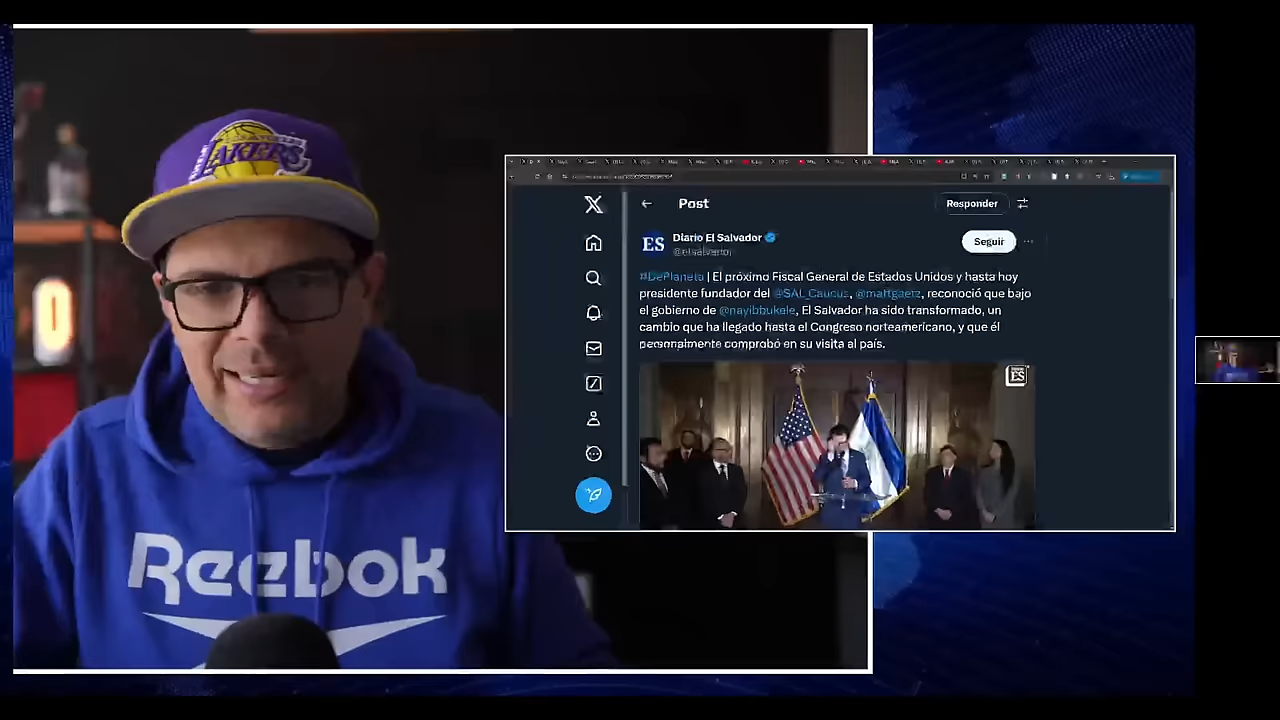 LAKERS
Reebok
Post
Responder
ES
Diario El Salvador
Seguir
#DePlaneta | El próximo Fiscal General de Estados Unidos y hasta hoy
presidente fundador del @SAL_Caucus, @mattgaetz, reconoció que bajo
el gobierno de @nayibbukele, El Salvador ha sido transformado, un
cambio que ha llegado hasta el Congreso norteamericano, y que él
personalmente comprobó en su visita al país.
ES